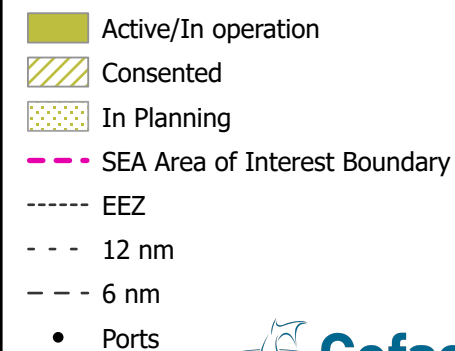 Active/In operation
Consented
In Planning
SEA Area of Interest Boundary
EEZ
12 nm
6 nm
Ports